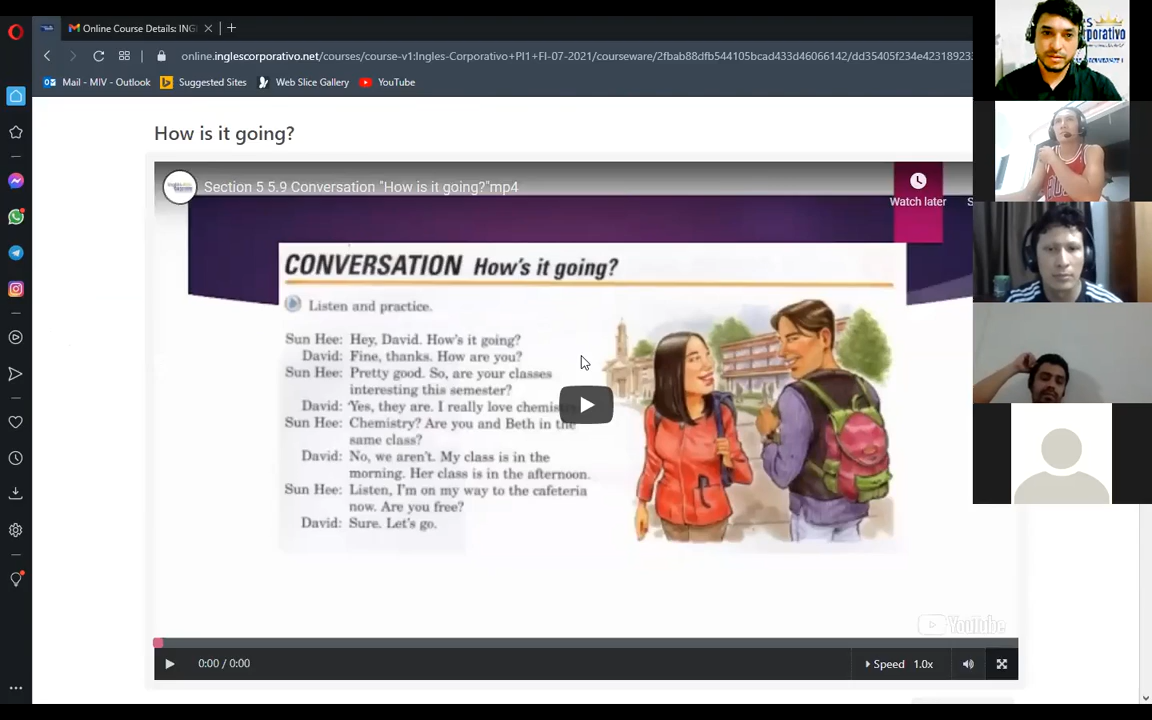 Online Course Details: ING
online.inglescorporativo.net/courses/course-v1:Ingles-Corporativo+PI1+FI-07-2021/courseware/2fbab88dfb544105bcad433d46066142/dd35405f234e42318923
Mail - MIV - Outlook
Suggested Sites
Web Slice Gallery
YouTube
How is it going?
Section 5 5.9 Conversation "How is it going?"mp4
Watch later
S
CONVERSATION How's it going?
Listen and practice.
Sun Hee: Hey, David. How's it going?
David: Fine, thanks. How are you?
Sun Hee: Pretty good. So, are your classes
interesting this semester?
David: Yes, they are. I really love chemis
Sun Hee: Chemistry? Are you and Beth in the
same class?
David: No, we aren't. My class is in the
morning. Her class is in the afternoon.
Sun Hee: Listen, I'm on my way to the cafeteria
now. Are you free?
David: Sure. Let's go.
YouTube
0:00 / 0:00
Speed 1.0x